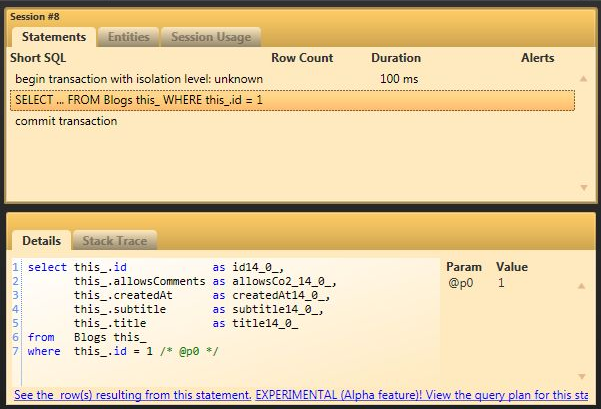 Session #8
Statements Entities Session Usage
Short SQL Row Count Duration Alerts
begin transaction with isolation level: unknown 100 ms
SELECT ... FROM Blogs this_ WHERE this_.id = 1
commit transaction
Details Stack Trace
1 select this_.id as id14_0_,
2 this_.allowsComments as allowsCo2_14_0_,
3 this_.createdAt as createdAt14_0_,
4 this_.subtitle as subtitle14_0_,
5 this_.title as title14_0_
6 from Blogs this_
7 where this_.id = 1 /* @p0 */
Param Value
@p0 1
See the row(s) resulting from this statement. EXPERIMENTAL (Alpha feature)! View the query plan for this sta